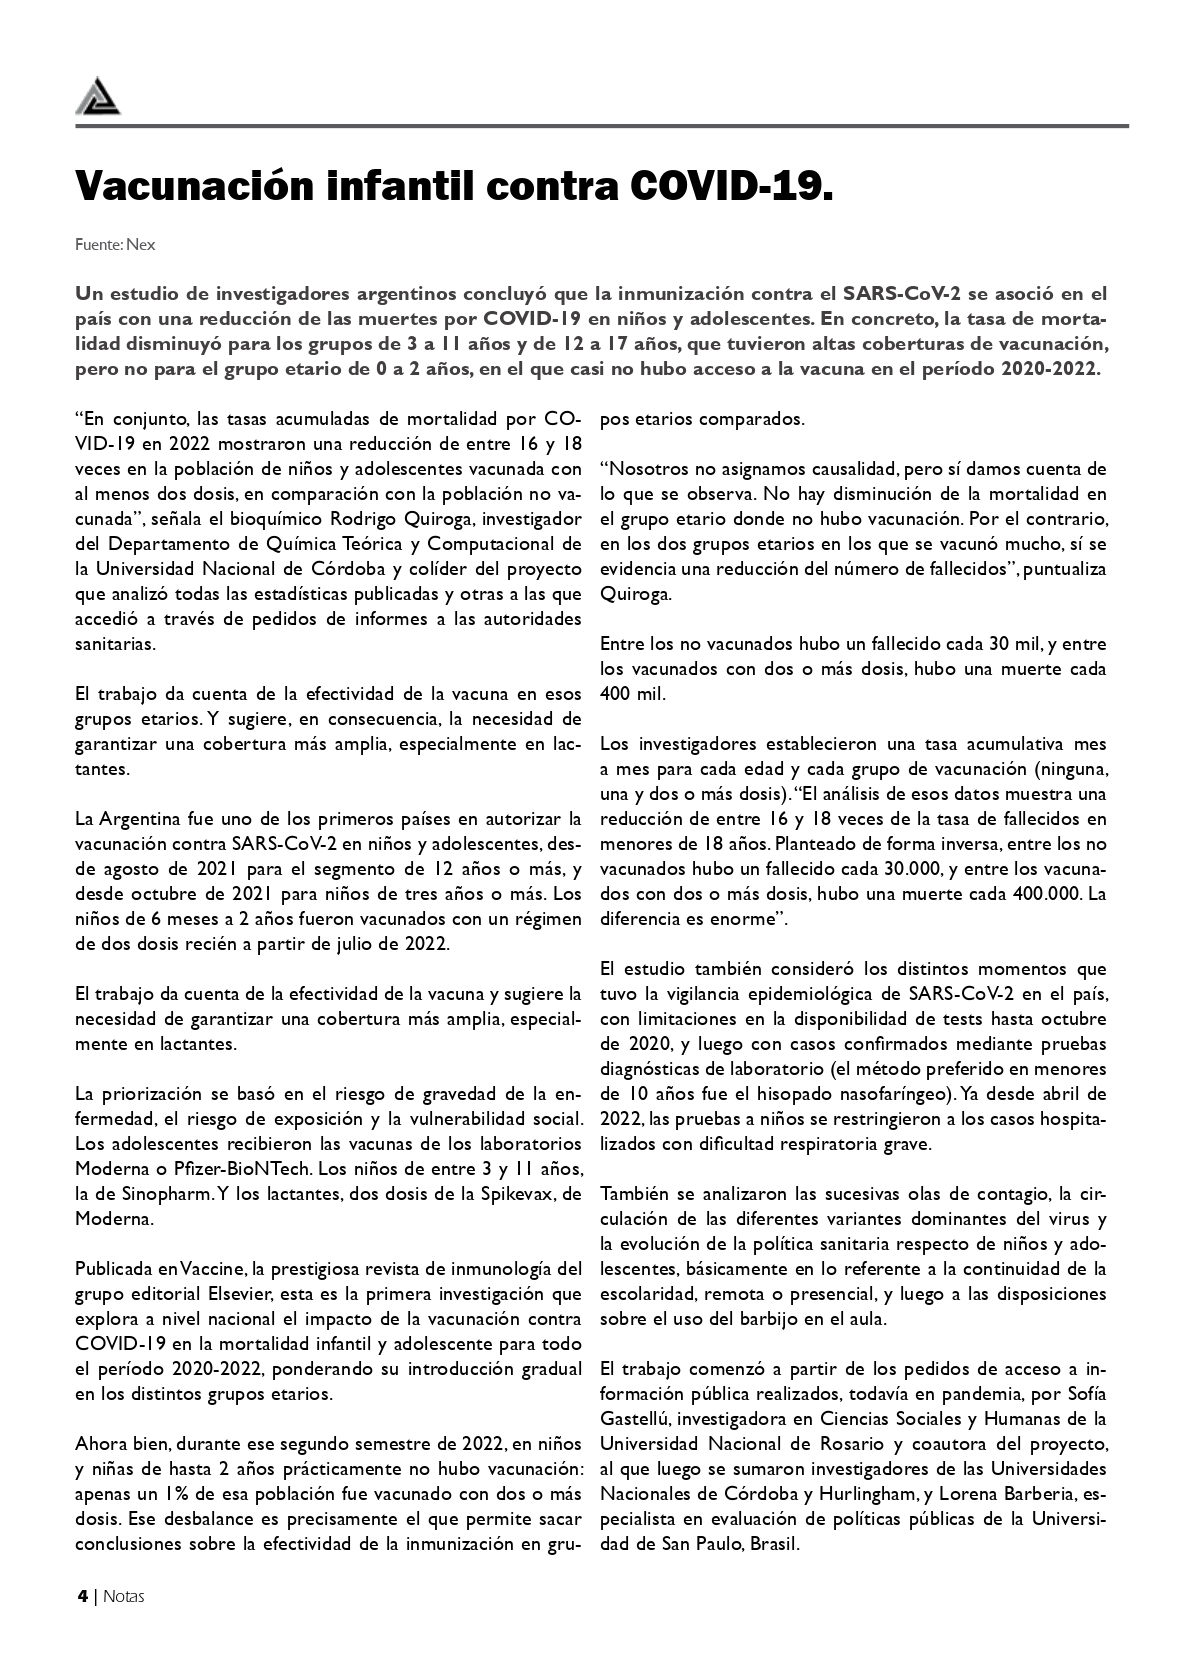 Vacunación infantil contra COVID-19.
Fuente: Nex
Un estudio de investigadores argentinos concluyó que la inmunización contra el SARS-CoV-2 se asoció en el
país con una reducción de las muertes por COVID-19 en niños y adolescentes. En concreto, la tasa de morta-
lidad disminuyó para los grupos de 3 a 11 años y de 12 a 17 años, que tuvieron altas coberturas de vacunación,
pero no para el grupo etario de 0 a 2 años, en el que casi no hubo acceso a la vacuna en el período 2020-2022.
“En conjunto, las tasas acumuladas de mortalidad por CO-
VID-19 en 2022 mostraron una reducción de entre 16 y 18
veces en la población de niños y adolescentes vacunada con
al menos dos dosis, en comparación con la población no va-
cunada”, señala el bioquímico Rodrigo Quiroga, investigador
del Departamento de Química Teórica y Computacional de
la Universidad Nacional de Córdoba y colíder del proyecto
que analizó todas las estadísticas publicadas y otras a las que
accedió a través de pedidos de informes a las autoridades
sanitarias.
El trabajo da cuenta de la efectividad de la vacuna en esos
grupos etarios. Y sugiere, en consecuencia, la necesidad de
garantizar una cobertura más amplia, especialmente en lac-
tantes.
La Argentina fue uno de los primeros países en autorizar la
vacunación contra SARS-CoV-2 en niños y adolescentes, des-
de agosto de 2021 para el segmento de 12 años o más, y
desde octubre de 2021 para niños de tres años o más. Los
niños de 6 meses a 2 años fueron vacunados con un régimen
de dos dosis recién a partir de julio de 2022.
El trabajo da cuenta de la efectividad de la vacuna y sugiere la
necesidad de garantizar una cobertura más amplia, especial-
mente en lactantes.
La priorización se basó en el riesgo de gravedad de la en-
fermedad, el riesgo de exposición y la vulnerabilidad social.
Los adolescentes recibieron las vacunas de los laboratorios
Moderna o Pfizer-BioNTech. Los niños de entre 3 y 11 años,
la de Sinopharm. Y los lactantes, dos dosis de la Spikevax, de
Moderna.
Publicada en Vaccine, la prestigiosa revista de inmunología del
grupo editorial Elsevier, esta es la primera investigación que
explora a nivel nacional el impacto de la vacunación contra
COVID-19 en la mortalidad infantil y adolescente para todo
el período 2020-2022, ponderando su introducción gradual
en los distintos grupos etarios.
Ahora bien, durante ese segundo semestre de 2022, en niños
y niñas de hasta 2 años prácticamente no hubo vacunación:
apenas un 1% de esa población fue vacunado con dos o más
dosis. Ese desbalance es precisamente el que permite sacar
conclusiones sobre la efectividad de la inmunización en gru-
pos etarios comparados.
“Nosotros no asignamos causalidad, pero sí damos cuenta de
lo que se observa. No hay disminución de la mortalidad en
el grupo etario donde no hubo vacunación. Por el contrario,
en los dos grupos etarios en los que se vacunó mucho, sí se
evidencia una reducción del número de fallecidos”, puntualiza
Quiroga.
Entre los no vacunados hubo un fallecido cada 30 mil, y entre
los vacunados con dos o más dosis, hubo una muerte cada
400 mil.
Los investigadores establecieron una tasa acumulativa mes
a mes para cada edad y cada grupo de vacunación (ninguna,
una y dos o más dosis). “El análisis de esos datos muestra una
reducción de entre 16 y 18 veces de la tasa de fallecidos en
menores de 18 años. Planteado de forma inversa, entre los no
vacunados hubo un fallecido cada 30.000, y entre los vacuna-
dos con dos o más dosis, hubo una muerte cada 400.000. La
diferencia es enorme”.
El estudio también consideró los distintos momentos que
tuvo la vigilancia epidemiológica de SARS-CoV-2 en el país,
con limitaciones en la disponibilidad de tests hasta octubre
de 2020, y luego con casos confirmados mediante pruebas
diagnósticas de laboratorio (el método preferido en menores
de 10 años fue el hisopado nasofaríngeo). Ya desde abril de
2022, las pruebas a niños se restringieron a los casos hospita-
lizados con dificultad respiratoria grave.
También se analizaron las sucesivas olas de contagio, la cir-
culación de las diferentes variantes dominantes del virus y
la evolución de la política sanitaria respecto de niños y ado-
lescentes, básicamente en lo referente a la continuidad de la
escolaridad, remota o presencial, y luego a las disposiciones
sobre el uso del barbijo en el aula.
El trabajo comenzó a partir de los pedidos de acceso a in-
formación pública realizados, todavía en pandemia, por Sofía
Gastellú, investigadora en Ciencias Sociales y Humanas de la
Universidad Nacional de Rosario y coautora del proyecto,
al que luego se sumaron investigadores de las Universidades
Nacionales de Córdoba y Hurlingham, y Lorena Barberia, es-
pecialista en evaluación de políticas públicas de la Universi-
dad de San Paulo, Brasil.
4 | Notas